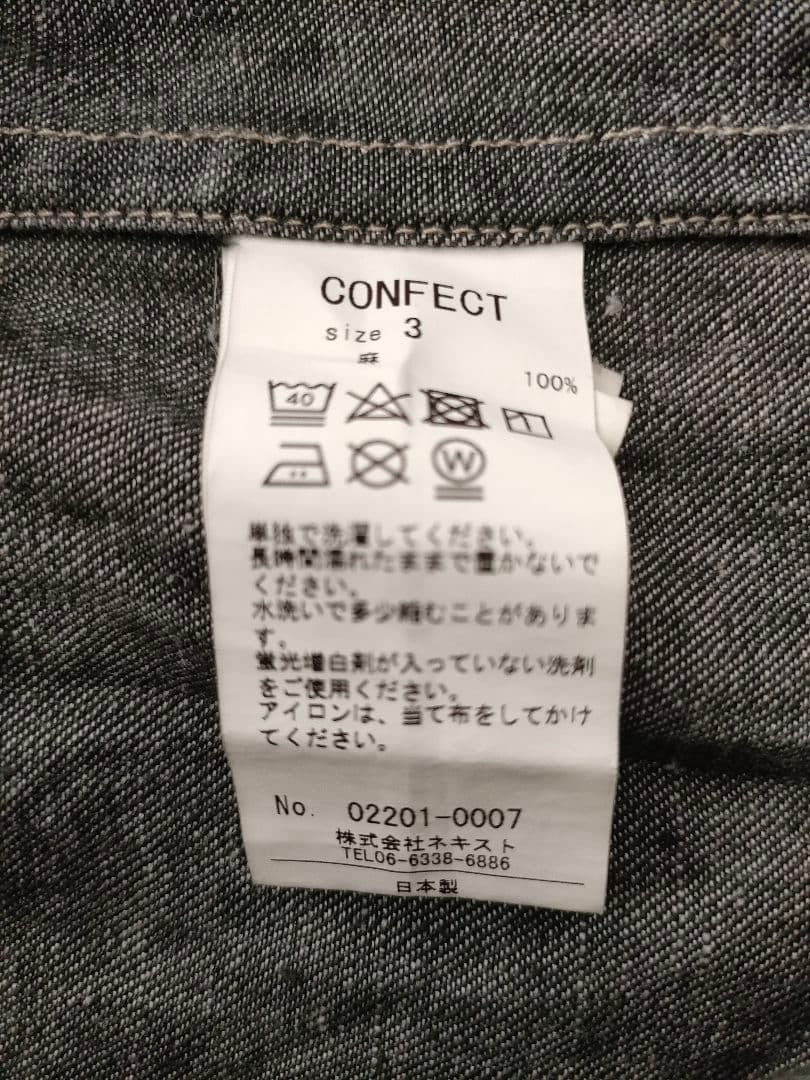 CONFECT
size 3
麻
100%
40
W
単独で洗濯してください。
長時間濡れたままで置かないで
ください。
水洗いで多少縮むことがありま
す。
蛍光増白剤が入っていない洗剤
をご使用ください。
アイロンは、当て布をしてかけ
てください。
No. 02201-0007
株式会社ネキスト
TEL06-6338-6886
日本製